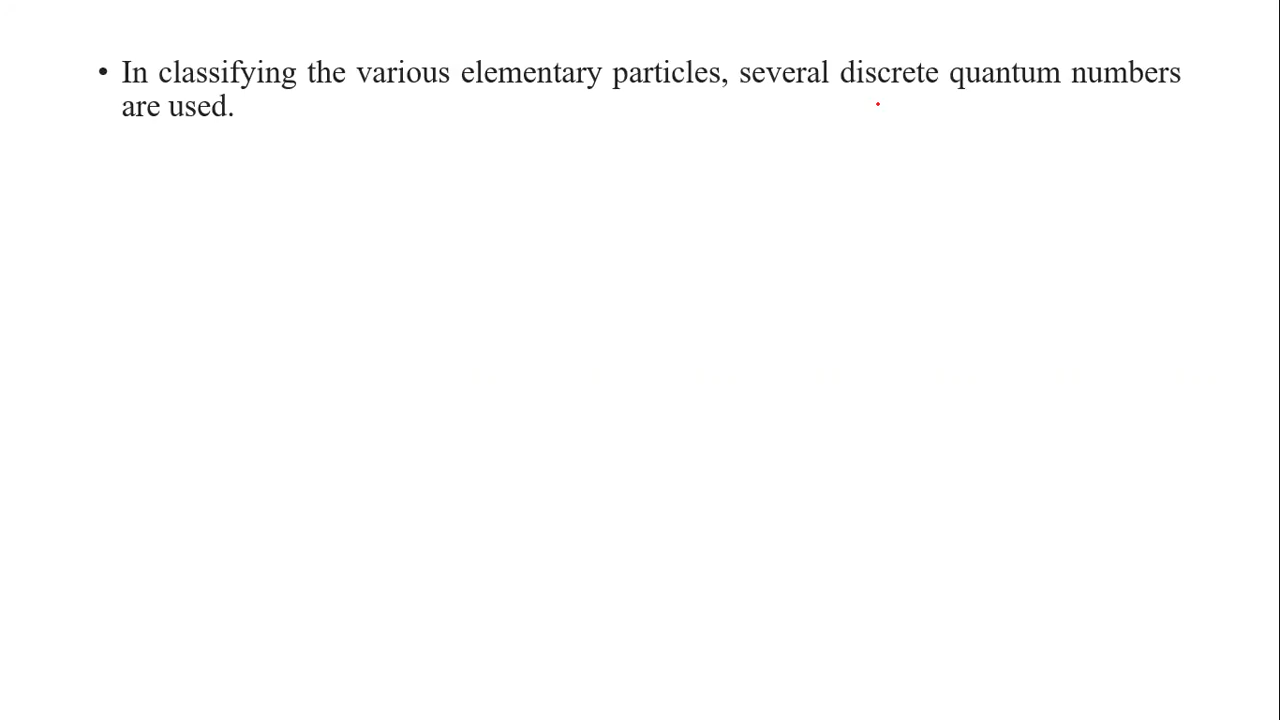 • In classifying the various elementary particles, several discrete quantum numbers
are used.